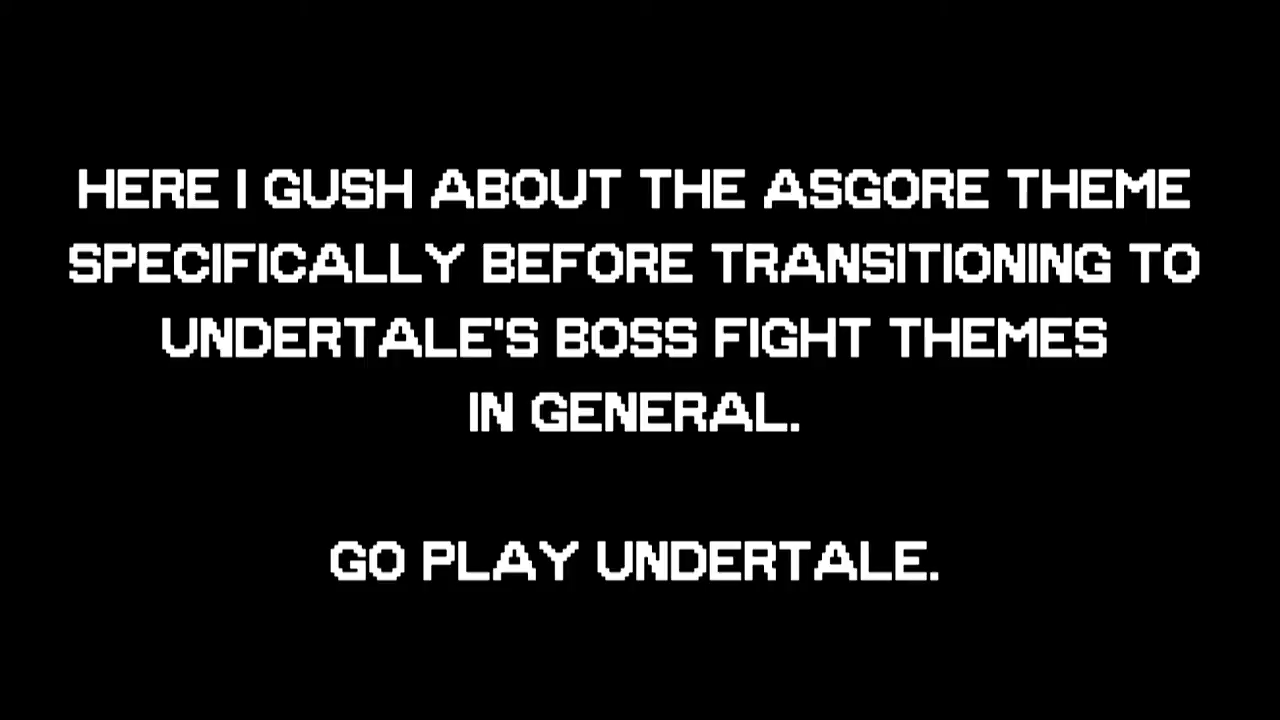 HERE I GUSH ABOUT THE ASGORE THEME
SPECIFICALLY BEFORE TRANSITIONING TO
UNDERTALE'S BOSS FIGHT THEMES
IN GENERAL.
GO PLAY UNDERTALE.